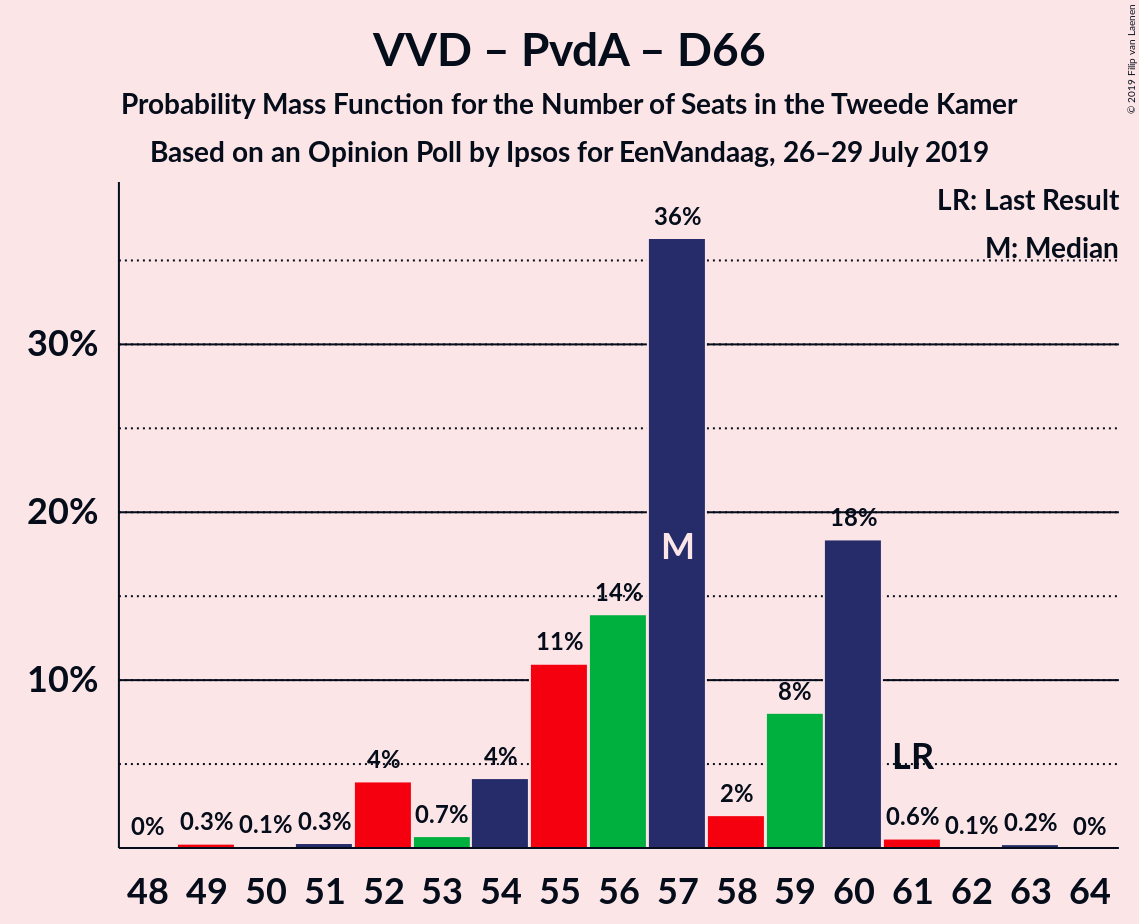 VVD – PvdA – D66
Probability Mass Function for the Number of Seats in the Tweede Kamer
Based on an Opinion Poll by Ipsos for EenVandaag, 26–29 July 2019
© 2019 Filip van Laenen
LR: Last Result
M: Median
30%
20%
10%
0%
0.3%
0.1%
0.3%
4%
0.7%
4%
11%
14%
36%
M
2%
8%
18%
LR
0.6%
0.1%
0.2%
0%
48 49 50 51 52 53 54 55 56 57 58 59 60 61 62 63 64